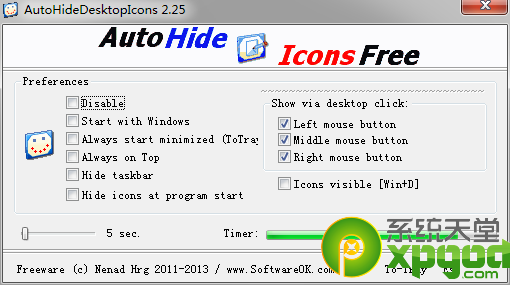 AutoHideDesktopIcons 2.25
Auto Hide Icons Free
Preferences
Disable
Start with Windows
Always start minimized (ToTray
Always on Top
Hide taskbar
Hide icons at program start
Show via desktop click:
Left mouse button
Middle mouse button
Right mouse button
Icons visible [Win+D]
5 sec.
Timer:
系统天堂
xpgod
Freeware (c) Nenad Hrg 2011-2013 / www.SoftwareOK.com
To-Tray